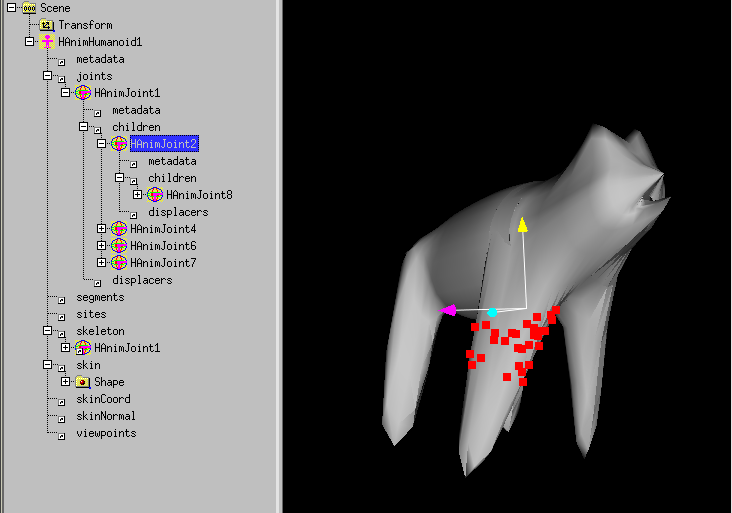 Scene
Transform
HAnimHumanoid1
metadata
joints
HAnimJoint1
metadata
children
HAnimJoint2
metadata
children
HAnimJoint8
displacers
HAnimJoint4
HAnimJoint6
HAnimJoint7
displacers
segments
sites
skeleton
HAnimJoint1
skin
Shape
skinCoord
skinNormal
viewpoints